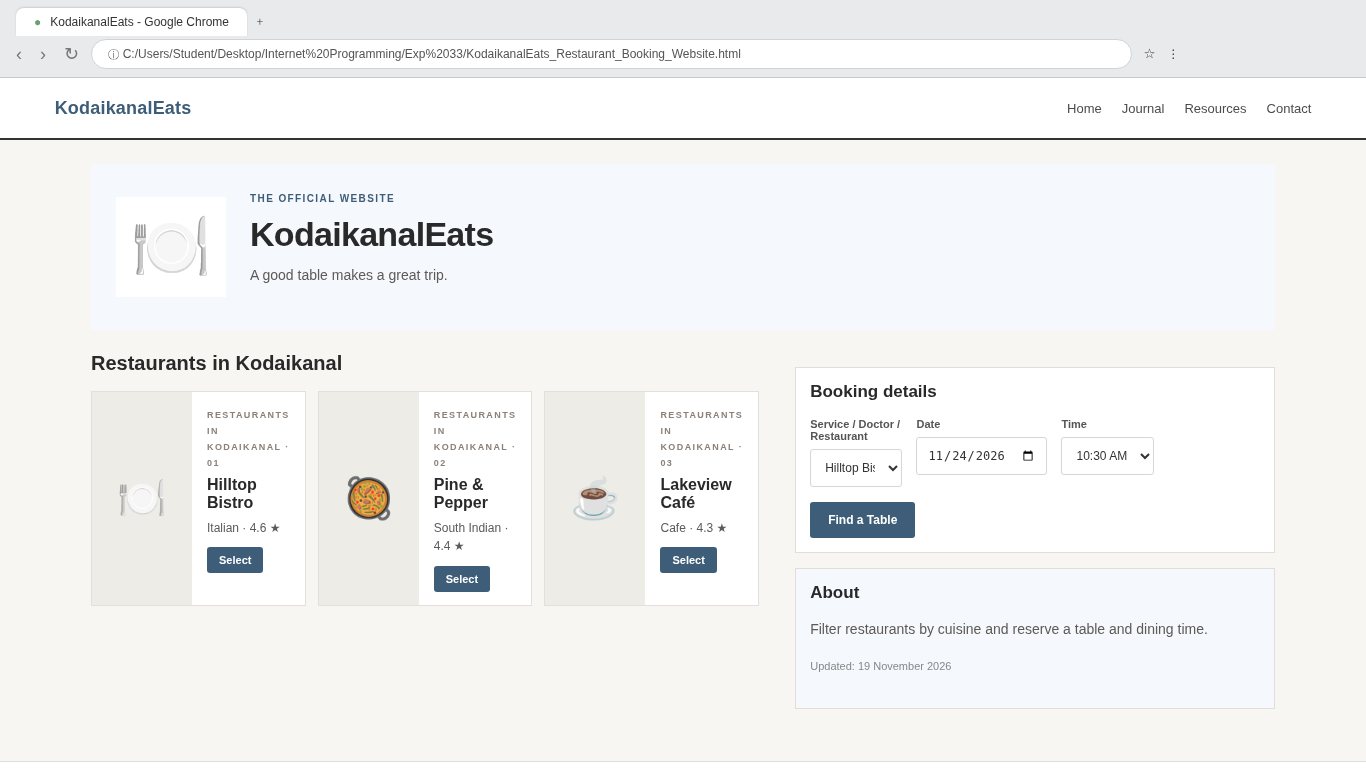 KodaikanalEats - Google Chrome
+
C:/Users/Student/Desktop/Internet%20Programming/Exp%2033/KodaikanalEats_Restaurant_Booking_Website.html
KodaikanalEats
Home Journal Resources Contact
THE OFFICIAL WEBSITE
KodaikanalEats
A good table makes a great trip.
Restaurants in Kodaikanal
RESTAURANTS
IN
KODAIKANAL ·
01
Hilltop
Bistro
Italian · 4.6 ★
Select
RESTAURANTS
IN
KODAIKANAL ·
02
Pine &
Pepper
South Indian ·
4.4 ★
Select
RESTAURANTS
IN
KODAIKANAL ·
03
Lakeview
Café
Cafe · 4.3 ★
Select
Booking details
Service / Doctor /
Restaurant
Hilltop Bis
Date
11/24/2026
Time
10:30 AM
Find a Table
About
Filter restaurants by cuisine and reserve a table and dining time.
Updated: 19 November 2026